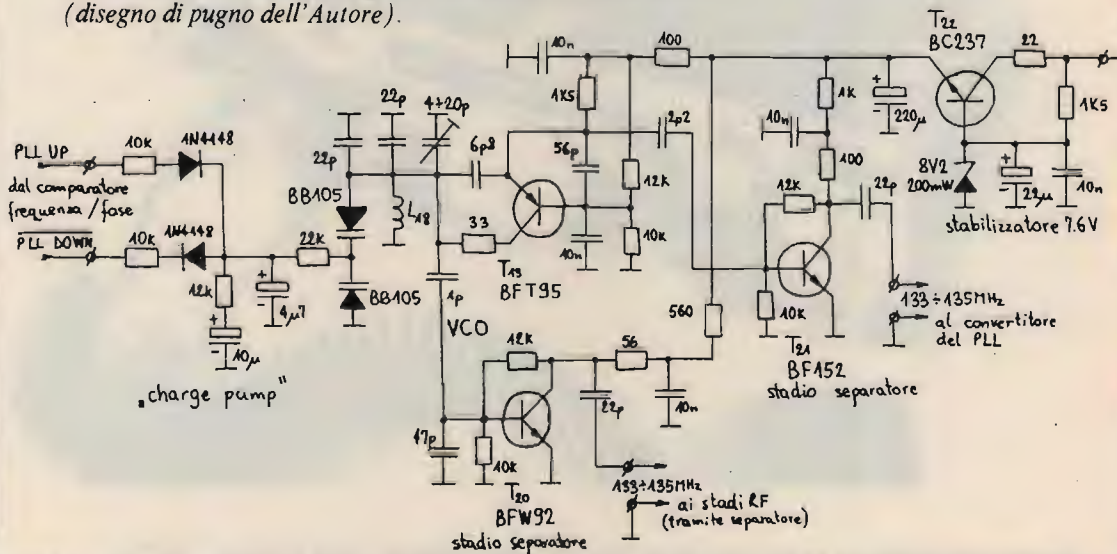 (disegno di pugno dell'Autore).
T22
BC237
10n
100
22
22p
4÷20p
1K5
2p2
1k
10n
220µ
1K5
PLL UP
10k
1N4148
22p
6p8
56p
100
dal comparatore
frequenza/fase
BB105
L18
12k
12k
22p
8V2
200mW
22µ
10n
stabilizzatore 7.6V
PLL DOWN
10k
1N4148
22k
33
10n
10k
12k
4µ7
BB105
T19
BFT95
10k
133÷135MHz
al convertitore
del PLL
1p
560
10µ
VCO
12k
56
T21
BF152
stadio separatore
„charge pump"
22p
10n
47p
10k
133÷135MHz
ai stadi RF
(tramite separatore)
T20
BFW92
stadio separatore